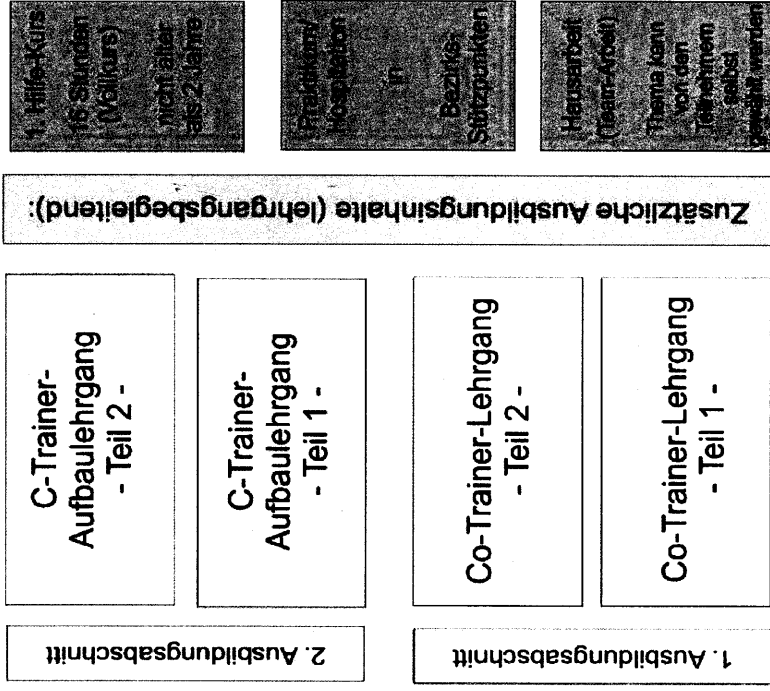 2. Ausbildungsabschnitt
C-Trainer-
Aufbaulehrgang
- Teil 2 -
C-Trainer-
Aufbaulehrgang
- Teil 1 -
1. Ausbildungsabschnitt
Co-Trainer-Lehrgang
- Teil 2 -
Co-Trainer-Lehrgang
- Teil 1 -
Zusätzliche Ausbildungsinhalte (lehrgangsbegleitend):
1. Hilfe-Kurs
16 Stunden
(Vollkurs)
nicht älter
als 2 Jahre
Praktikum/
Hospitation
in
Bezirks-
Stützpunkten
Hausarbeit
(Team-Arbeit)
Thema kann
von den
Teilnehmern
selbst
gewählt werden